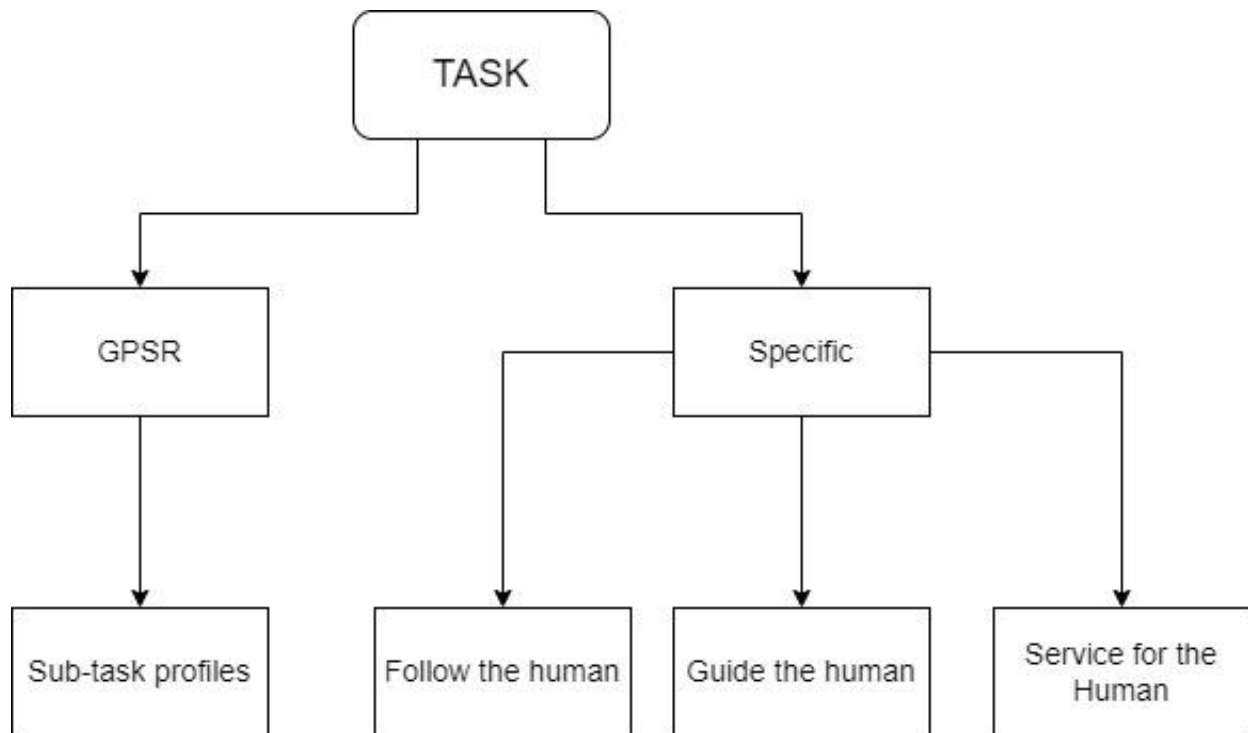 TASK
GPSR
Specific
Sub-task profiles
Follow the human
Guide the human
Service for the
Human